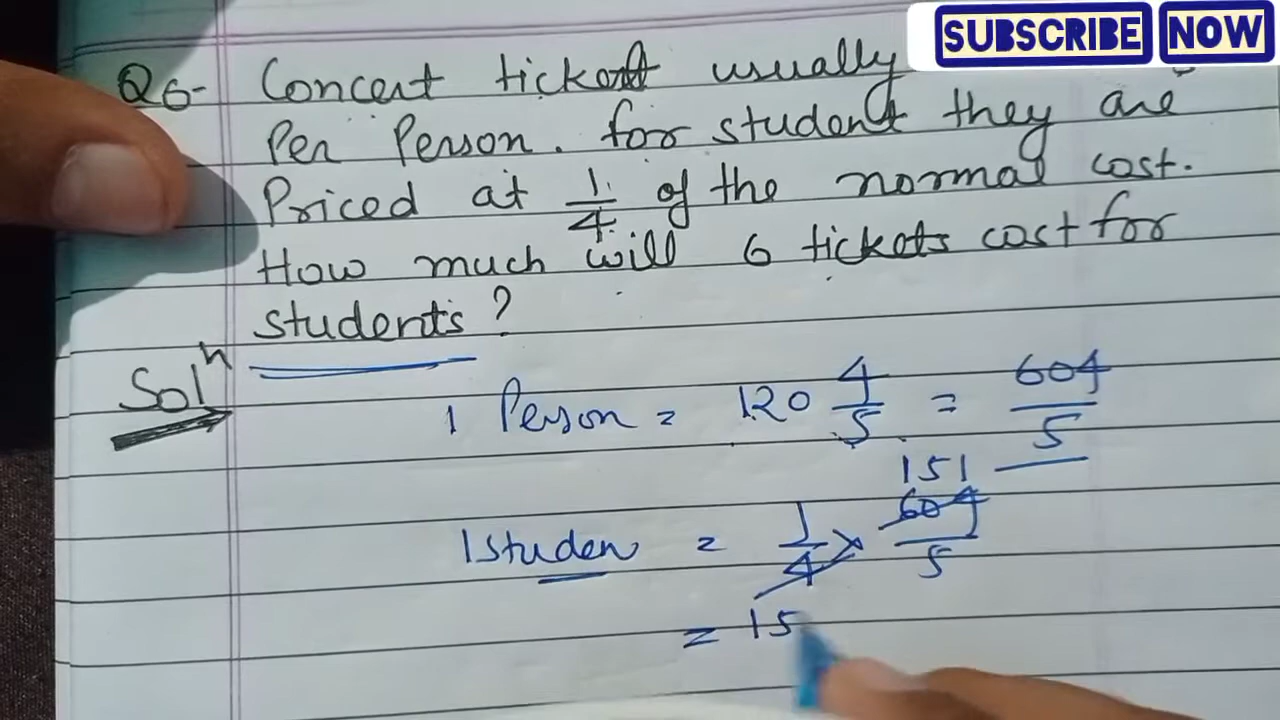 SUBSCRIBE NOW
Q6- Concert tickett usually
Per Person. for student they are
Priced at 1/4 of the normal cost.
How much will 6 tickets cost for
students?
Solⁿ
1 Person = 120 4/5 = 604/5
151
1 Studen = 1/4 × 604/5
= 15